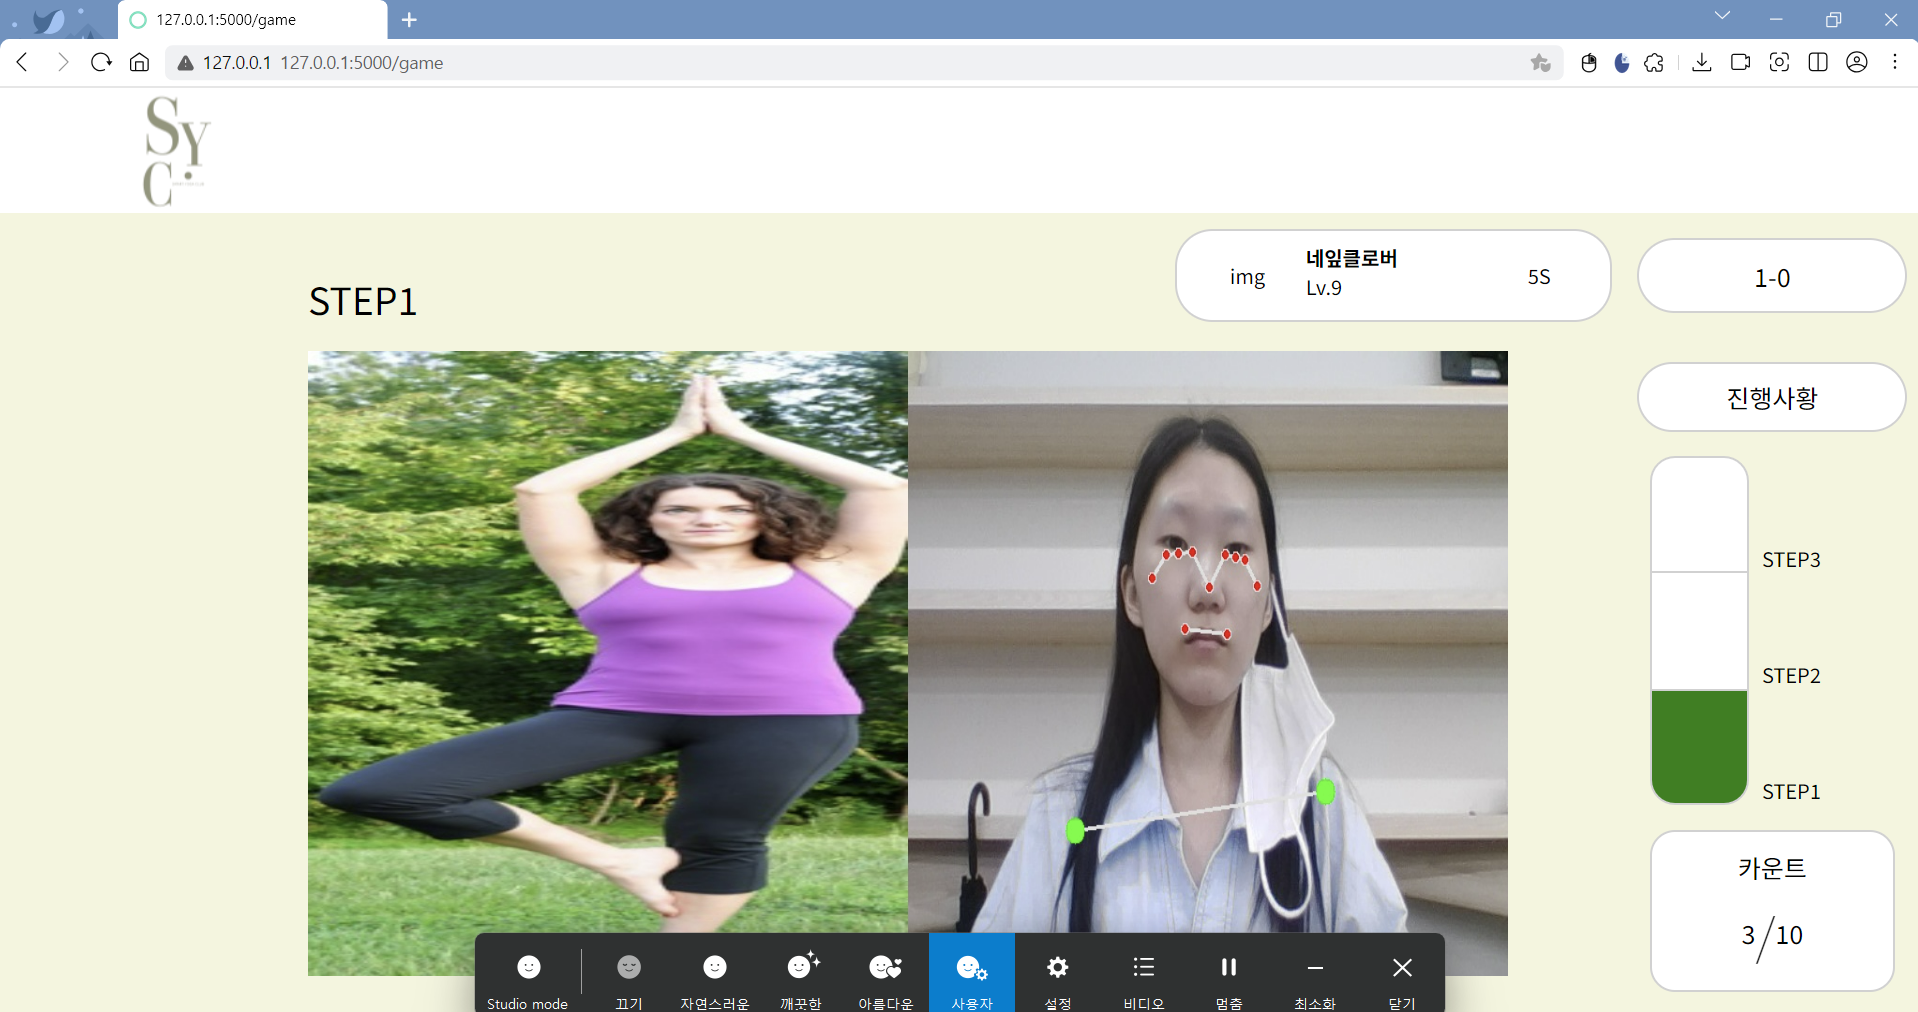 127.0.0.1:5000/game
127.0.0.1 127.0.0.1:5000/game
Sy
C.
네잎클로버
img
Lv.9
5S
1-0
STEP1
진행사황
STEP3
STEP2
STEP1
카운트
3/10
Studio mode
끄기
자연스러운
깨끗한
아름다운
사용자
설정
비디오
멈춤
최소화
닫기